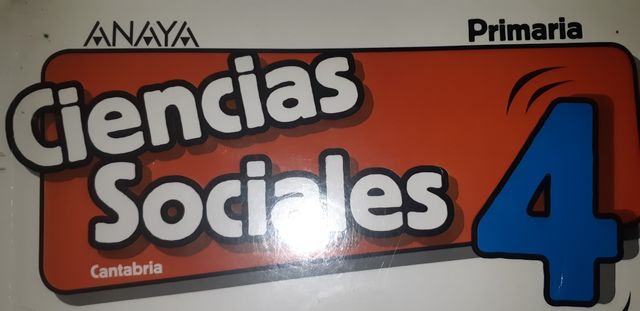 ANAYA
Primaria
Ciencias
Sociales
4
Cantabria